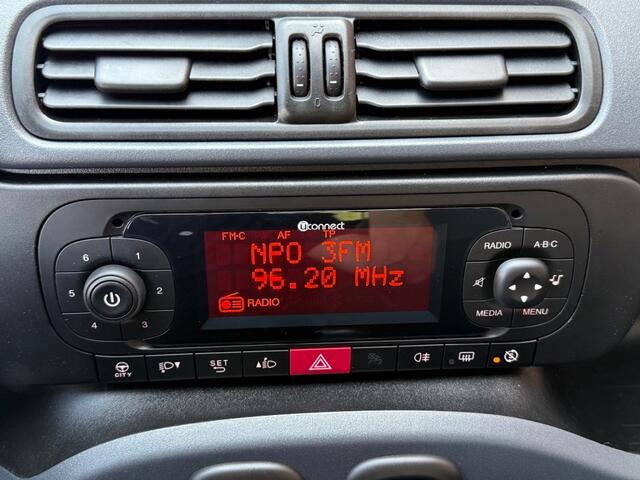 0
Uconnect
FM-C AF TP
NPO 3FM
96.20 MHz
RADIO
6 1
5 2
4 3
RADIO A·B·C
MEDIA MENU
CITY
SET